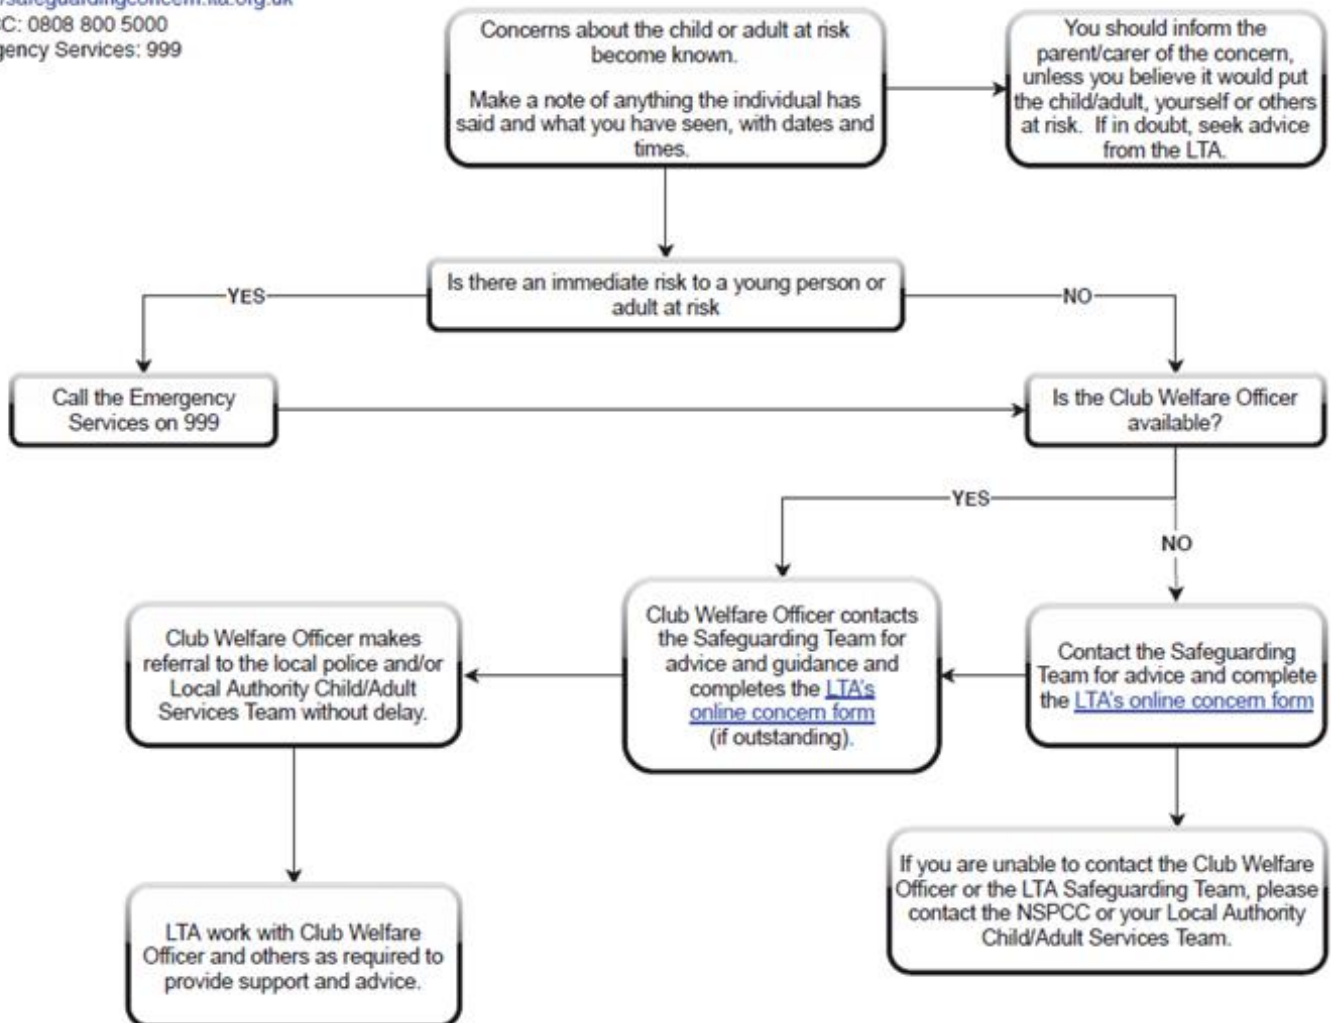 safeguardingconcern.lta.org.uk
C: 0808 800 5000
gency Services: 999
Concerns about the child or adult at risk
become known.
Make a note of anything the individual has
said and what you have seen, with dates and
times.
You should inform the
parent/carer of the concern,
unless you believe it would put
the child/adult, yourself or others
at risk. If in doubt, seek advice
from the LTA.
Is there an immediate risk to a young person or
adult at risk
YES
NO
Call the Emergency
Services on 999
Is the Club Welfare Officer
available?
YES
NO
Club Welfare Officer makes
referral to the local police and/or
Local Authority Child/Adult
Services Team without delay.
Club Welfare Officer contacts
the Safeguarding Team for
advice and guidance and
completes the LTA's
online concern form
(if outstanding).
Contact the Safeguarding
Team for advice and complete
the LTA's online concern form
LTA work with Club Welfare
Officer and others as required to
provide support and advice.
If you are unable to contact the Club Welfare
Officer or the LTA Safeguarding Team, please
contact the NSPCC or your Local Authority
Child/Adult Services Team.